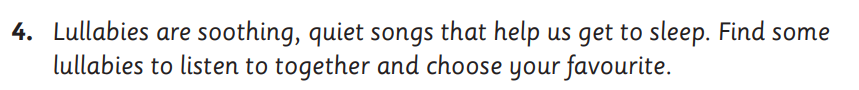 4. Lullabies are soothing, quiet songs that help us get to sleep. Find some
lullabies to listen to together and choose your favourite.